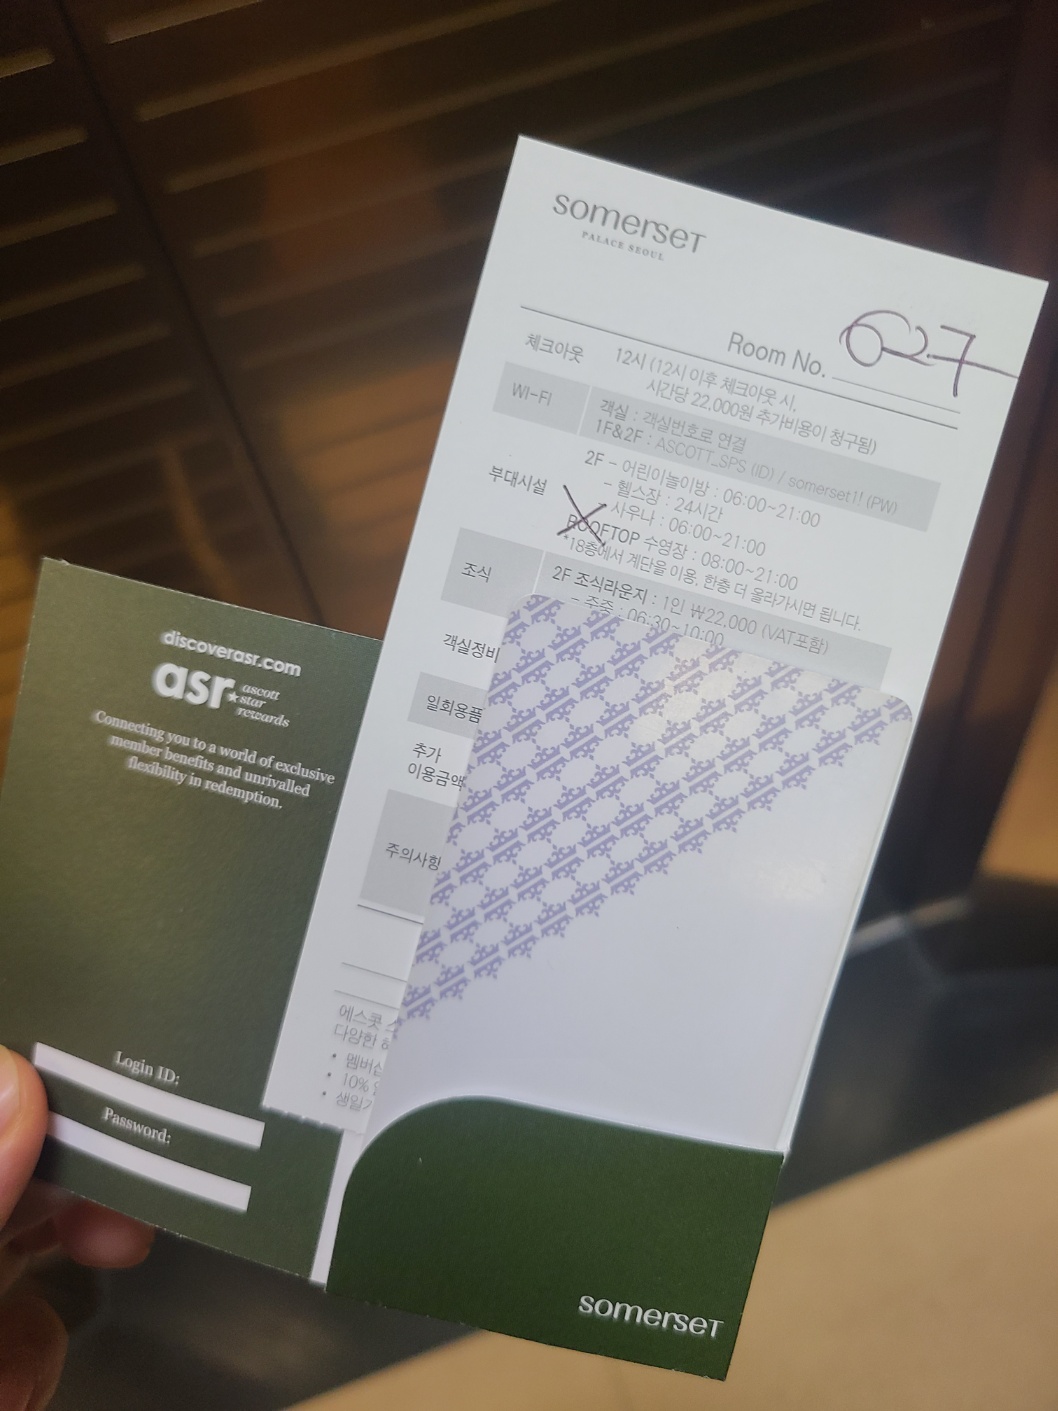 somerset
PALACE SEOUL
Room No. 627
체크아웃 12시 (12시 이후 체크아웃 시,
시간당 22,000원 추가비용이 청구됨)
WI-FI 객실 : 객실번호로 연결
1F&2F : ASCOTT_SPS (ID) / somerset1! (PW)
부대시설 2F - 어린이놀이방 : 06:00~21:00
- 헬스장 : 24시간
- 사우나 : 06:00~21:00
ROOFTOP 수영장 : 08:00~21:00
*18층에서 계단을 이용, 한층 더 올라가시면 됩니다.
조식 2F 조식라운지 : 1인 ₩22,000 (VAT포함)
- 주중 : 06:30~10:00
객실정비
일회용품
추가
이용금액
주의사항
에스콧
다양한
• 멤버
• 10%
• 생일
discoverasr.com
asr ascott
star
rewards
Connecting you to a world of exclusive
member benefits and unrivalled
flexibility in redemption.
Login ID:
Password:
somerset